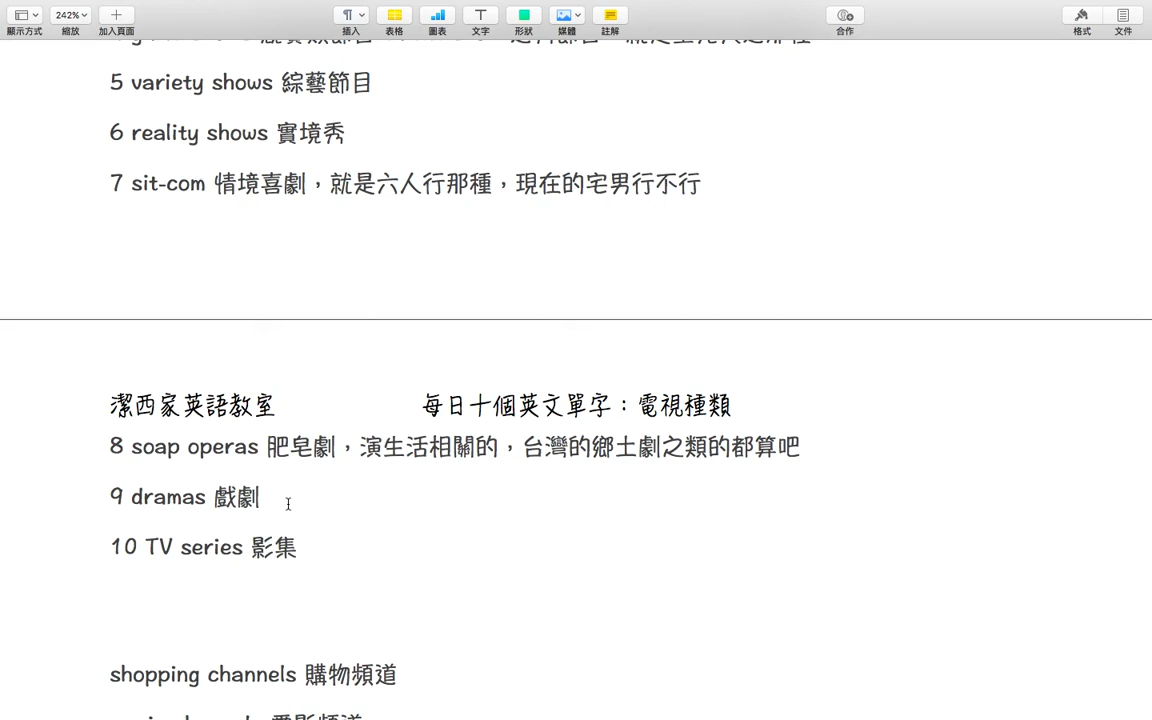 242%
顯示方式 縮放 加入頁面 插入 表格 圖表 文字 形狀 媒體 註解 合作 格式 文件
5 variety shows 綜藝節目
6 reality shows 實境秀
7 sit-com 情境喜劇，就是六人行那種，現在的宅男行不行
潔西家英語教室 每日十個英文單字：電視種類
8 soap operas 肥皂劇，演生活相關的，台灣的鄉土劇之類的都算吧
9 dramas 戲劇
10 TV series 影集
shopping channels 購物頻道